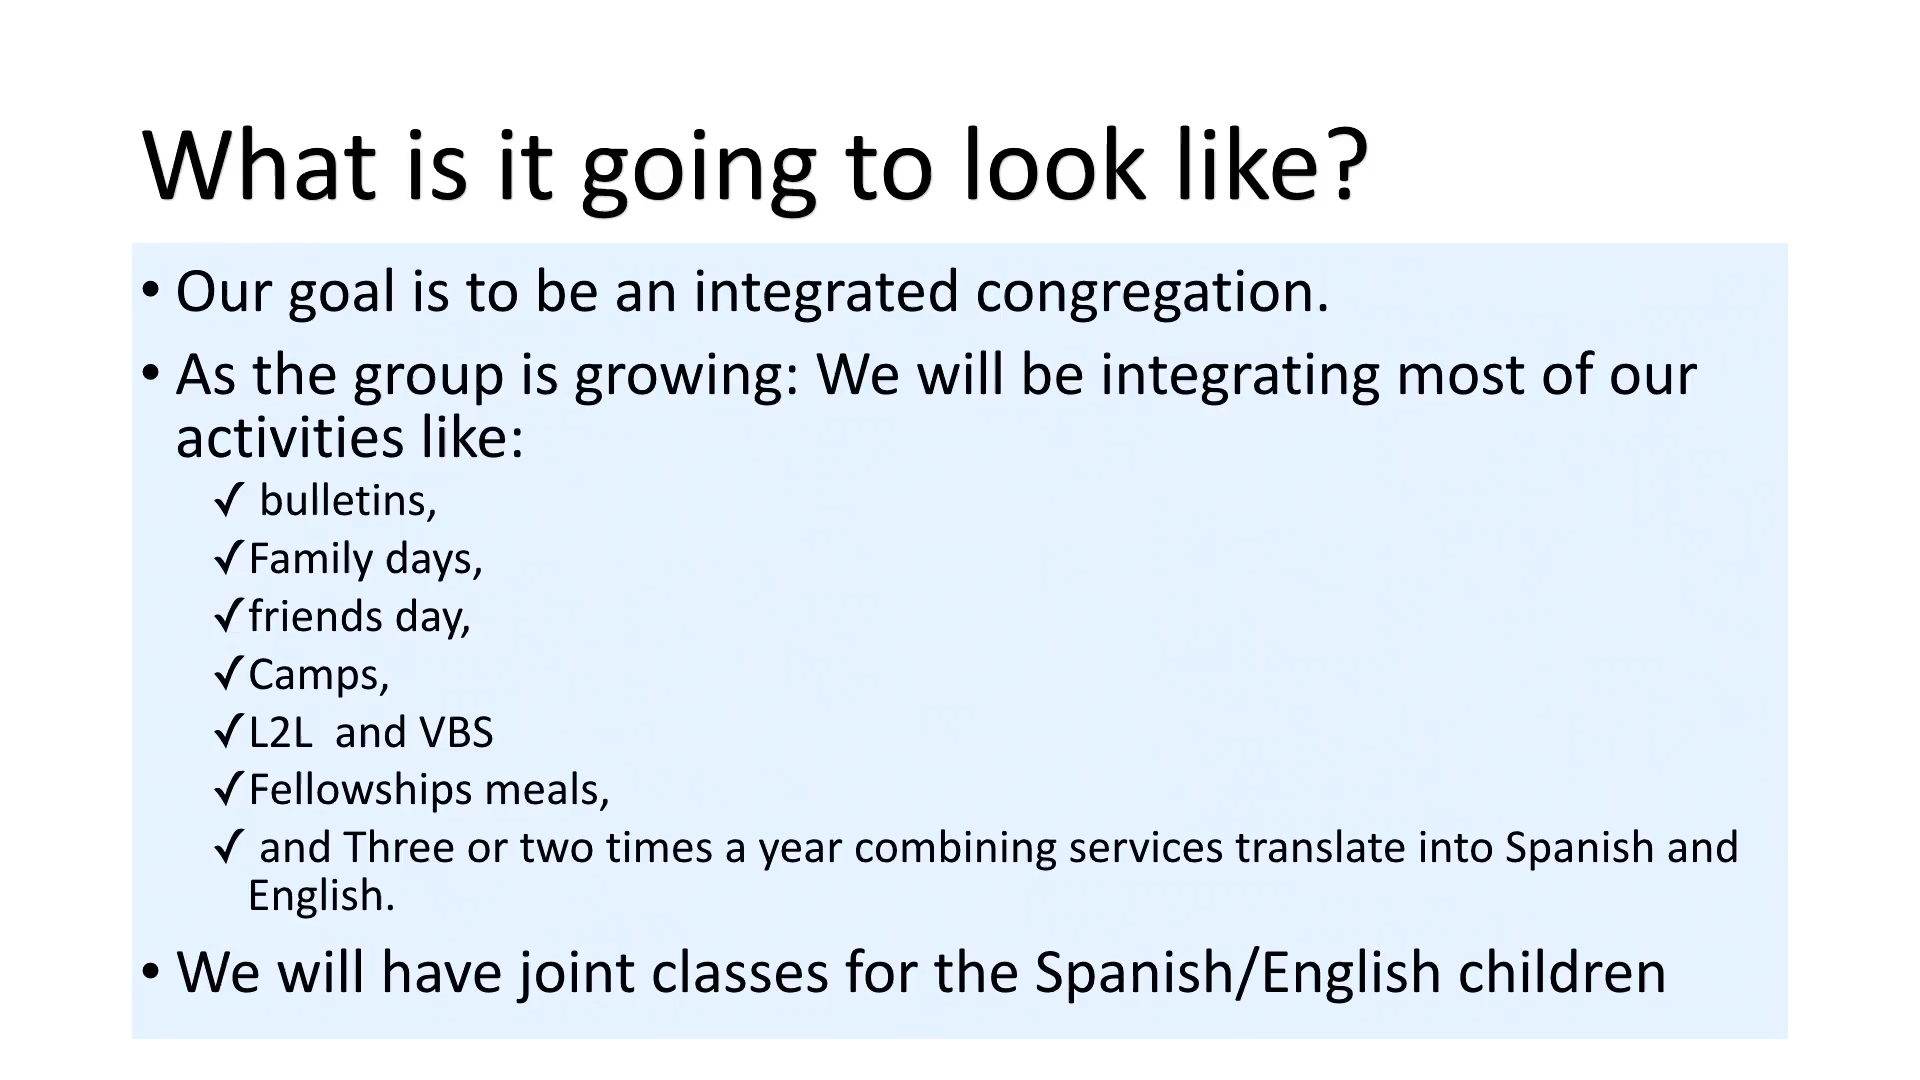 What is it going to look like?
• Our goal is to be an integrated congregation.
• As the group is growing: We will be integrating most of our
activities like:
✓ bulletins,
✓Family days,
✓friends day,
✓Camps,
✓L2L  and VBS
✓Fellowships meals,
✓ and Three or two times a year combining services translate into Spanish and
English.
• We will have joint classes for the Spanish/English children